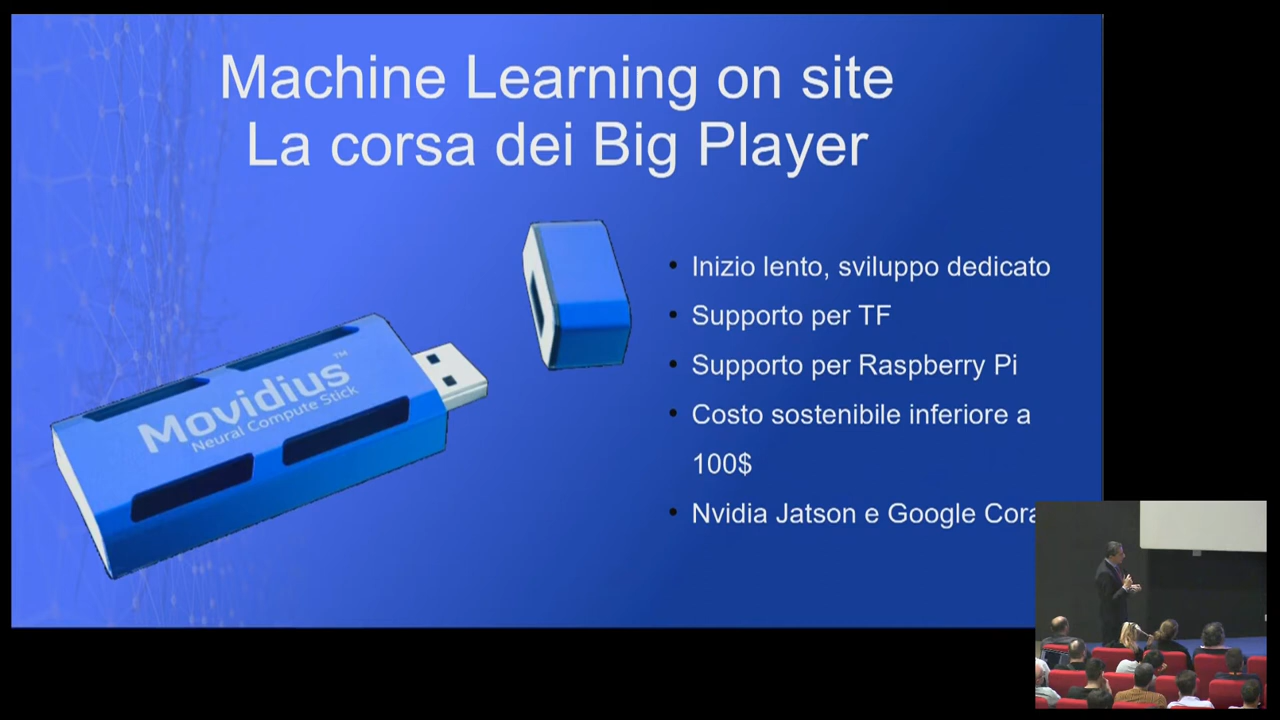 Machine Learning on site
La corsa dei Big Player
Movidius™
Neural Compute Stick
• Inizio lento, sviluppo dedicato
• Supporto per TF
• Supporto per Raspberry Pi
• Costo sostenibile inferiore a
100$
• Nvidia Jatson e Google Cora